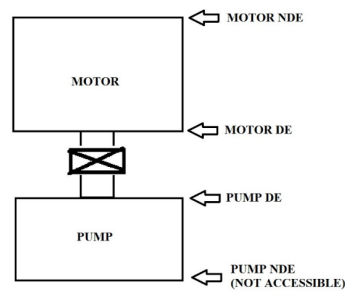 MOTOR NDE
MOTOR
MOTOR DE
PUMP DE
PUMP
PUMP NDE
(NOT ACCESSIBLE)